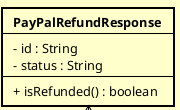 PayPalRefundResponse
- id : String
- status : String
+ isRefunded() : boolean